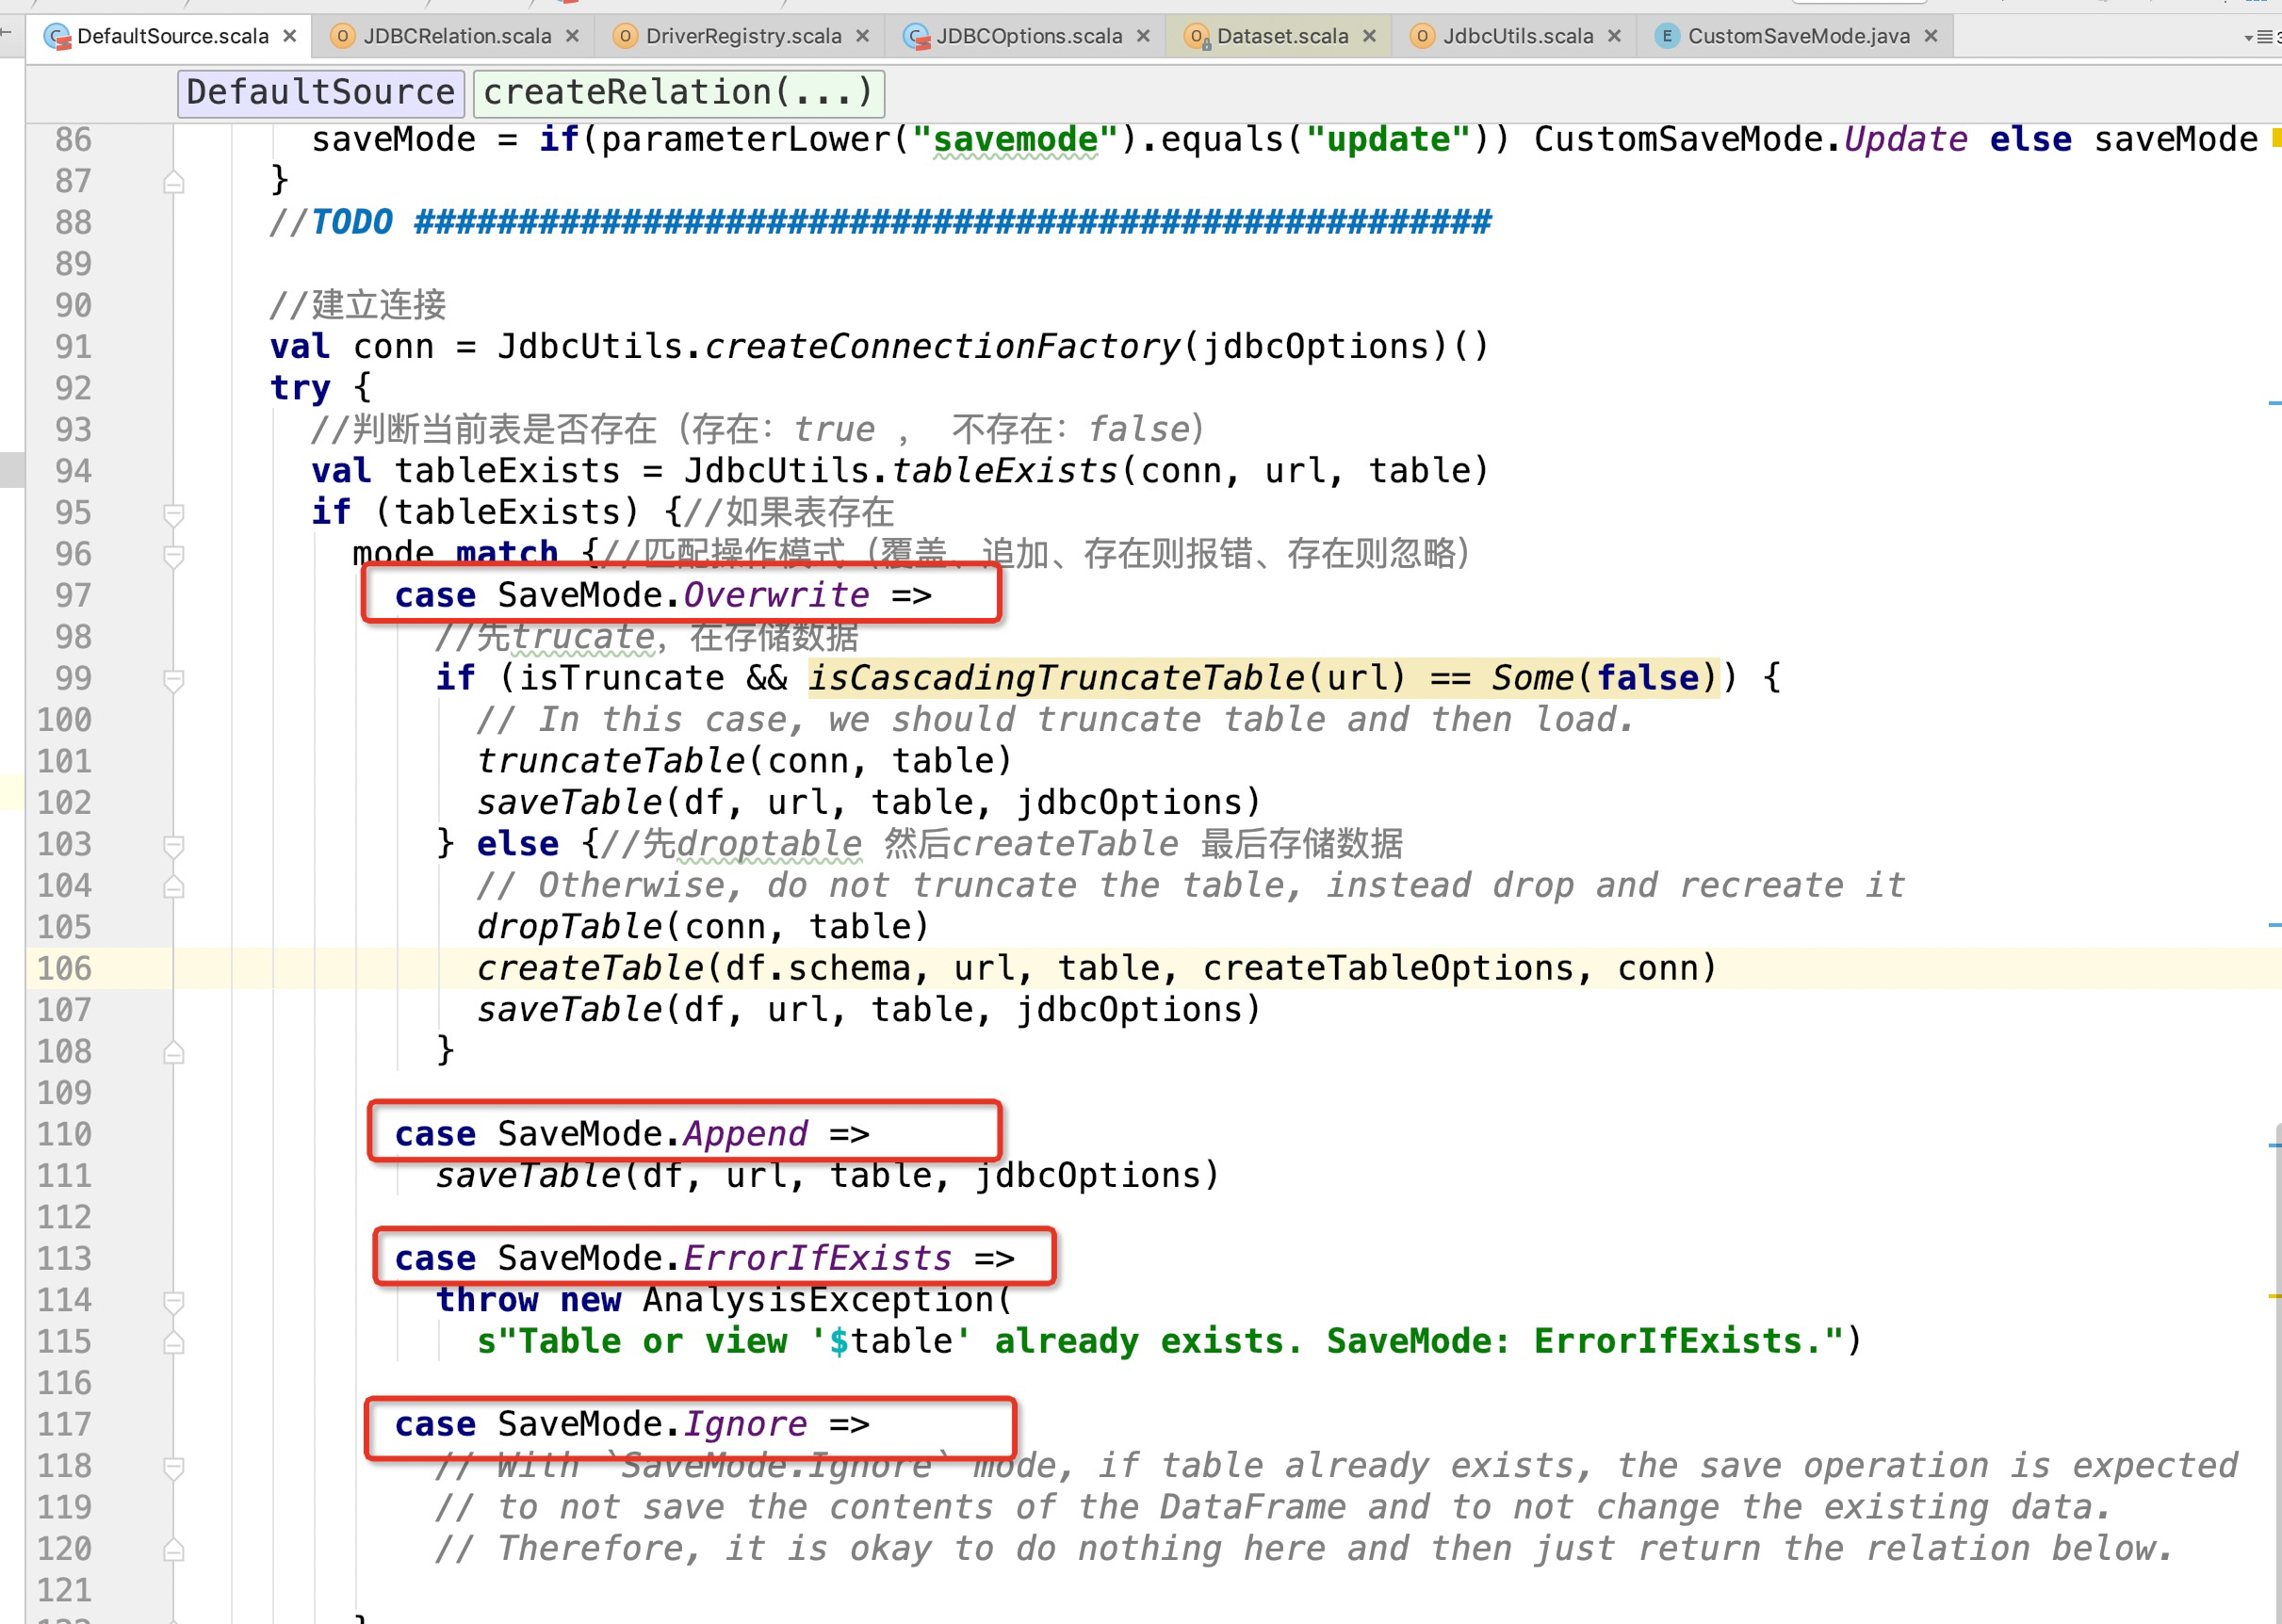 DefaultSource.scala × JDBCRelation.scala × DriverRegistry.scala × JDBCOptions.scala × Dataset.scala × JdbcUtils.scala × CustomSaveMode.java ×
DefaultSource createRelation(...)
86 saveMode = if(parameterLower("savemode").equals("update")) CustomSaveMode.Update else saveMode
87 }
88 //TODO ####################################################
89
90 //建立连接
91 val conn = JdbcUtils.createConnectionFactory(jdbcOptions)()
92 try {
93 //判断当前表是否存在（存在：true ， 不存在：false）
94 val tableExists = JdbcUtils.tableExists(conn, url, table)
95 if (tableExists) {//如果表存在
96 mode match {//匹配操作模式（覆盖、追加、存在则报错、存在则忽略）
97 case SaveMode.Overwrite =>
98 //先trucate，在存储数据
99 if (isTruncate && isCascadingTruncateTable(url) == Some(false)) {
100 // In this case, we should truncate table and then load.
101 truncateTable(conn, table)
102 saveTable(df, url, table, jdbcOptions)
103 } else {//先droptable 然后createTable 最后存储数据
104 // Otherwise, do not truncate the table, instead drop and recreate it
105 dropTable(conn, table)
106 createTable(df.schema, url, table, createTableOptions, conn)
107 saveTable(df, url, table, jdbcOptions)
108 }
109
110 case SaveMode.Append =>
111 saveTable(df, url, table, jdbcOptions)
112
113 case SaveMode.ErrorIfExists =>
114 throw new AnalysisException(
115 s"Table or view '$table' already exists. SaveMode: ErrorIfExists.")
116
117 case SaveMode.Ignore =>
118 // With `SaveMode.Ignore` mode, if table already exists, the save operation is expected
119 // to not save the contents of the DataFrame and to not change the existing data.
120 // Therefore, it is okay to do nothing here and then just return the relation below.
121